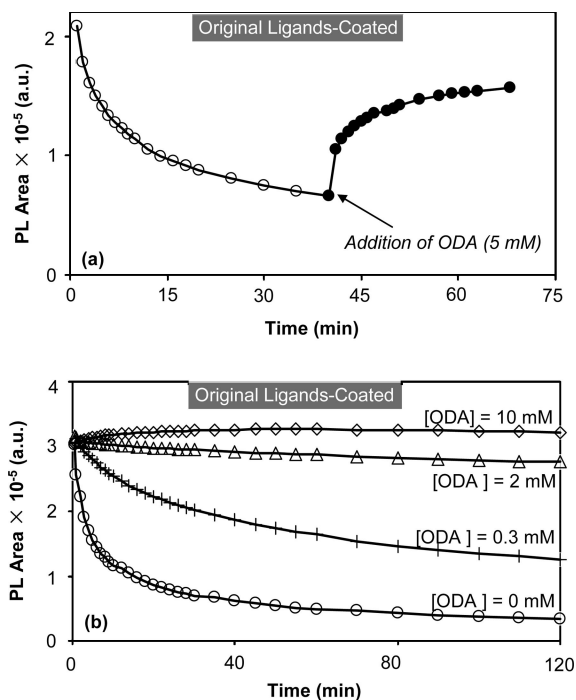 Original Ligands-Coated
PL Area × 10⁻⁵ (a.u.)
2
1
0
(a)
Addition of ODA (5 mM)
0 15 30 45 60 75
Time (min)
Original Ligands-Coated
PL Area × 10⁻⁵ (a.u.)
4
3
2
1
0
[ODA] = 10 mM
[ODA ] = 2 mM
[ODA ] = 0.3 mM
[ODA ] = 0 mM
(b)
0 40 80 120
Time (min)